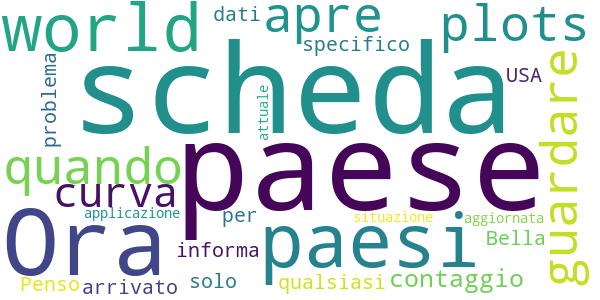 world
dati
apre
plots
specifico
problema
scheda
USA
attuale
guardare
quando
paese
curva
applicazione
per
situazione
aggiornata
Ora
paesi
informa
Bella
Penso
arrivato
solo
qualsiasi
contaggio